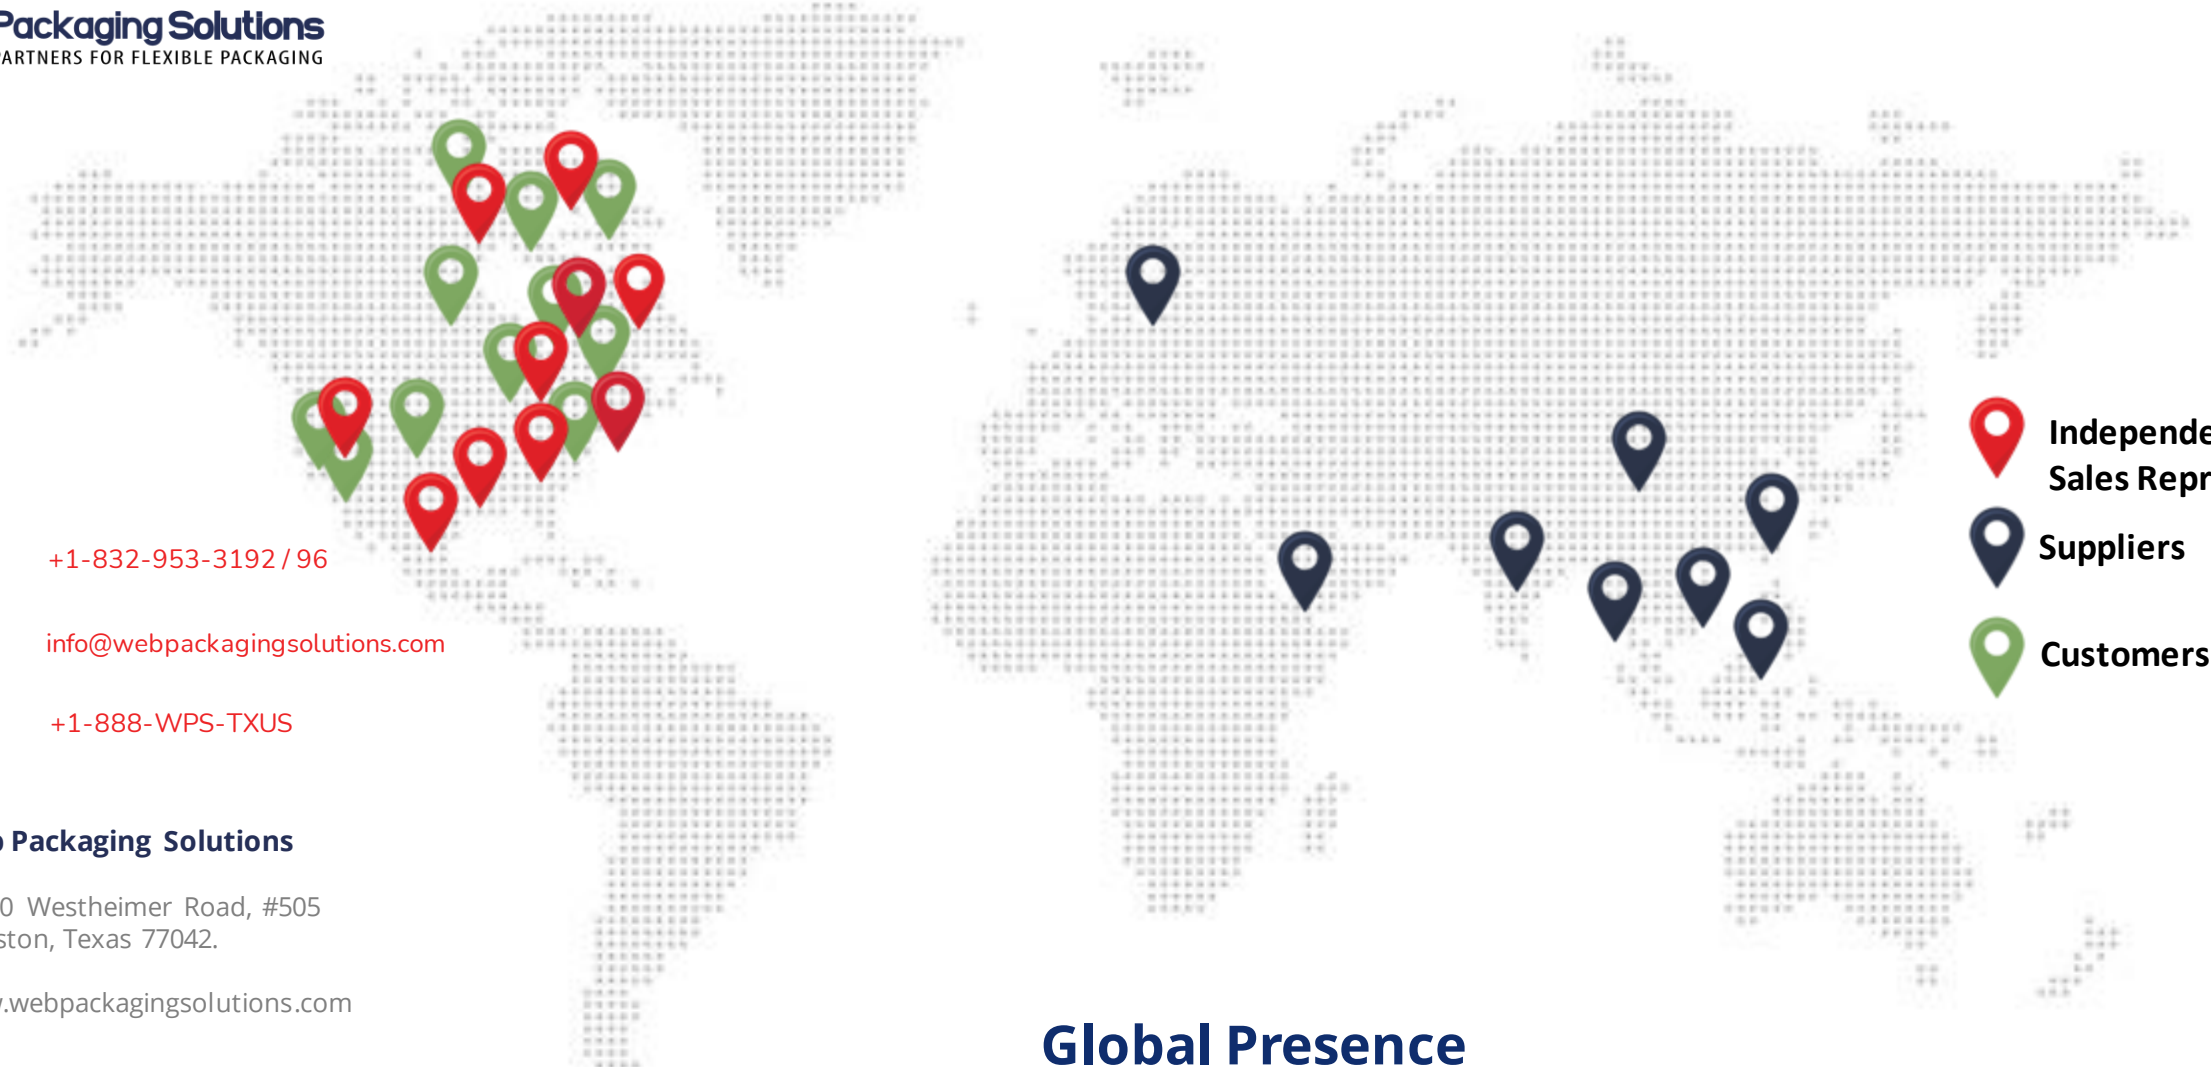 Packaging Solutions
PARTNERS FOR FLEXIBLE PACKAGING
+1-832-953-3192 / 96
info@webpackagingsolutions.com
+1-888-WPS-TXUS
Packaging Solutions
0 Westheimer Road, #505
ston, Texas 77042.
.webpackagingsolutions.com
Independe
Sales Repr
Suppliers
Customers
Global Presence